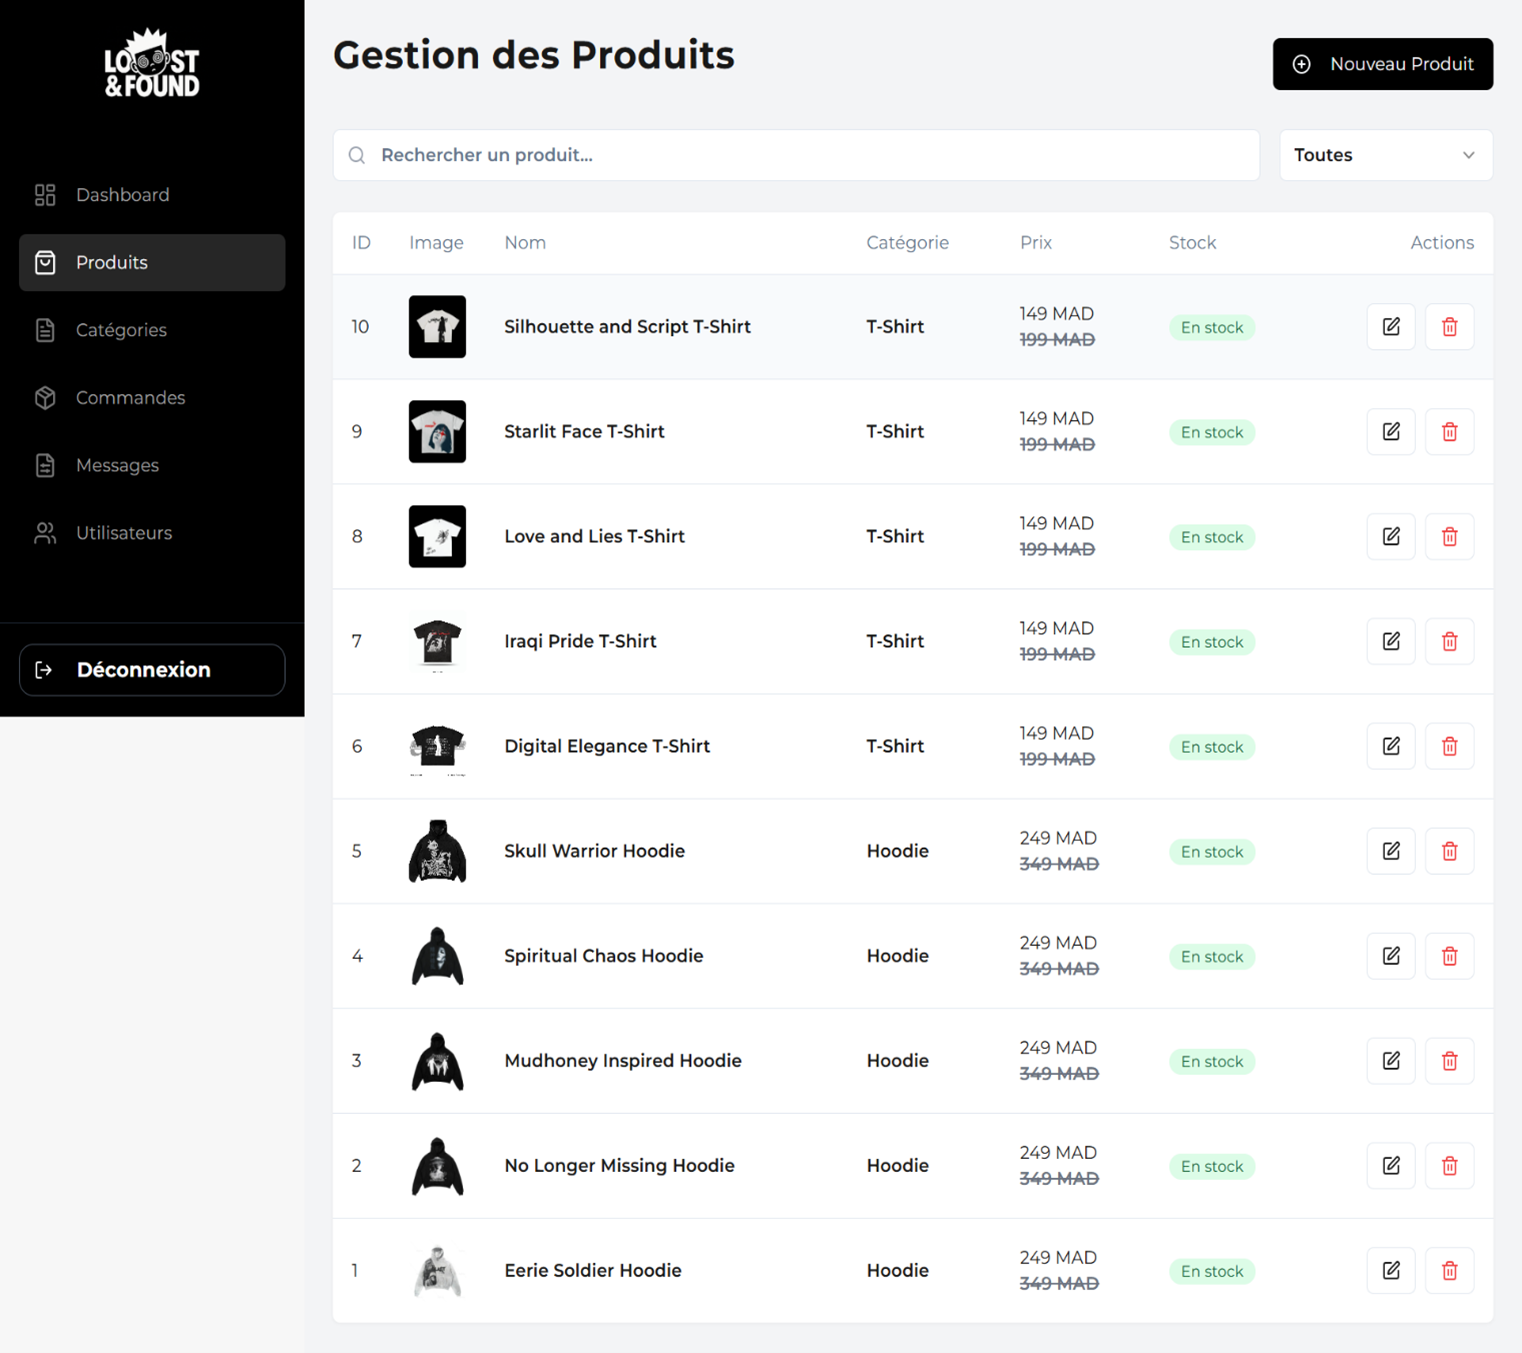 LOOST
&FOUND
Dashboard
Produits
Catégories
Commandes
Messages
Utilisateurs
Déconnexion
Gestion des Produits
Nouveau Produit
Rechercher un produit...
Toutes
ID Image Nom Catégorie Prix Stock Actions
10 Silhouette and Script T-Shirt T-Shirt 149 MAD En stock
199 MAD
9 Starlit Face T-Shirt T-Shirt 149 MAD En stock
199 MAD
8 Love and Lies T-Shirt T-Shirt 149 MAD En stock
199 MAD
7 Iraqi Pride T-Shirt T-Shirt 149 MAD En stock
199 MAD
6 Digital Elegance T-Shirt T-Shirt 149 MAD En stock
199 MAD
5 Skull Warrior Hoodie Hoodie 249 MAD En stock
349 MAD
4 Spiritual Chaos Hoodie Hoodie 249 MAD En stock
349 MAD
3 Mudhoney Inspired Hoodie Hoodie 249 MAD En stock
349 MAD
2 No Longer Missing Hoodie Hoodie 249 MAD En stock
349 MAD
1 Eerie Soldier Hoodie Hoodie 249 MAD En stock
349 MAD